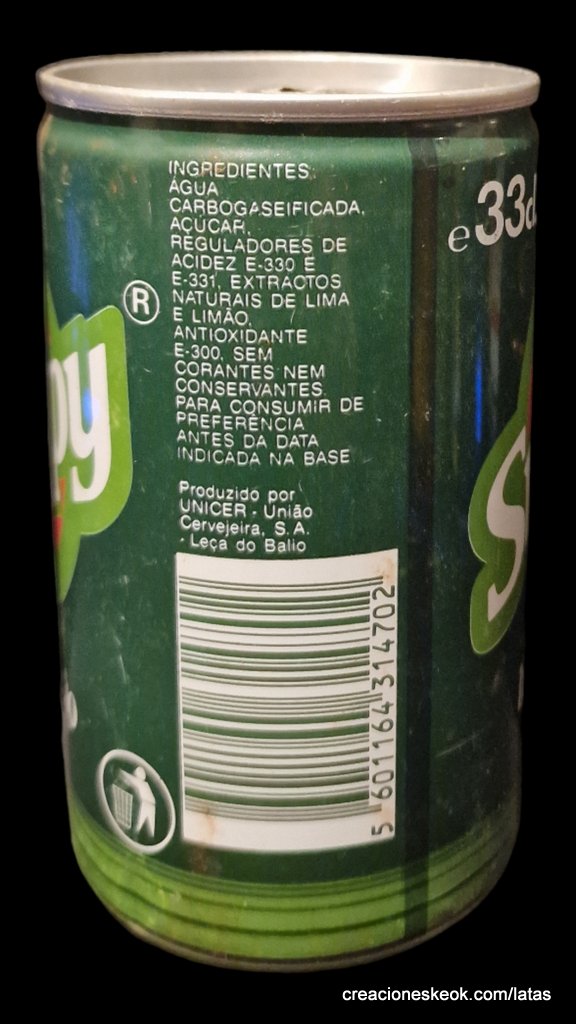 INGREDIENTES:
ÁGUA
CARBOGASEIFICADA,
AÇÚCAR,
REGULADORES DE
ACIDEZ E-330 E
E-331, EXTRACTOS
NATURAIS DE LIMA
E LIMÃO,
ANTIOXIDANTE
E-300. SEM
CORANTES NEM
CONSERVANTES.
PARA CONSUMIR DE
PREFERÊNCIA
ANTES DA DATA
INDICADA NA BASE
Produzido por
UNICER - União
Cervejeira, S.A.
- Leça do Balio
5 601164 314702
®
py
e 33
creacioneskeok.com/latas